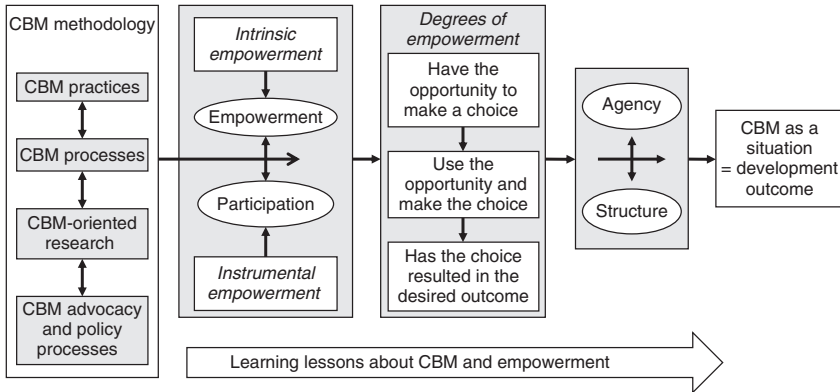 CBM methodology
CBM practices
CBM processes
CBM-oriented
research
CBM advocacy
and policy
processes
Intrinsic
empowerment
Empowerment
Participation
Instrumental
empowerment
Degrees of
empowerment
Have the
opportunity to
make a choice
Use the
opportunity and
make the choice
Has the choice
resulted in the
desired outcome
Agency
Structure
CBM as a
situation
= development
outcome
Learning lessons about CBM and empowerment